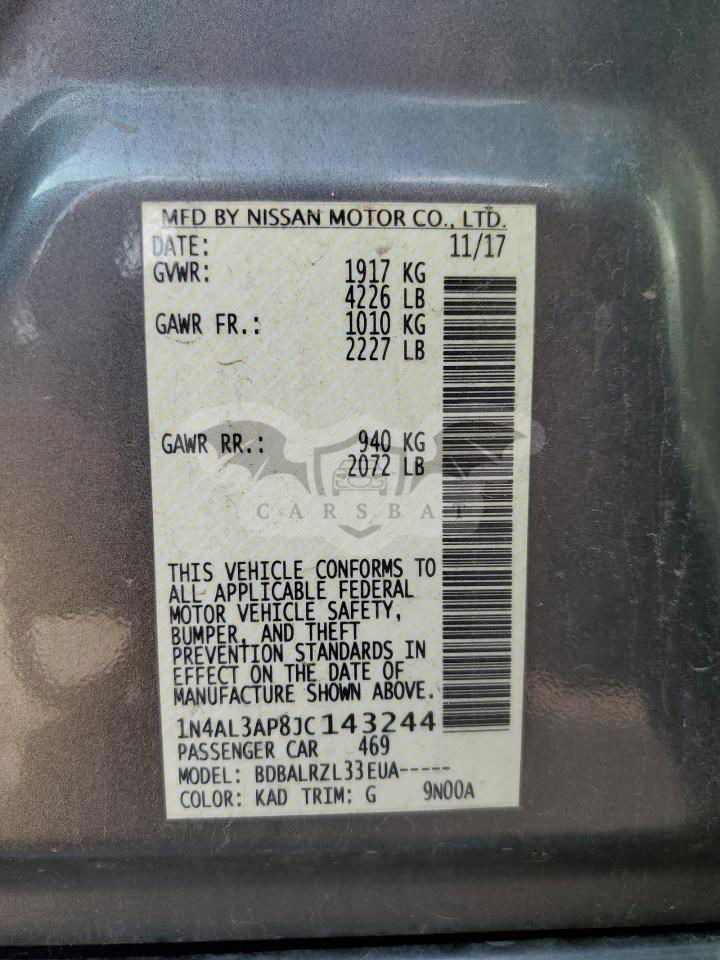 MFD BY NISSAN MOTOR CO., LTD.
DATE: 11/17
GVWR: 1917 KG
4226 LB
GAWR FR.: 1010 KG
2227 LB
GAWR RR.: 940 KG
2072 LB
CARSBAT
THIS VEHICLE CONFORMS TO
ALL APPLICABLE FEDERAL
MOTOR VEHICLE SAFETY,
BUMPER, AND THEFT
PREVENTION STANDARDS IN
EFFECT ON THE DATE OF
MANUFACTURE SHOWN ABOVE.
1N4AL3AP8JC143244
PASSENGER CAR 469
MODEL: BDBALRZL33EUA-----
COLOR: KAD TRIM: G 9N00A